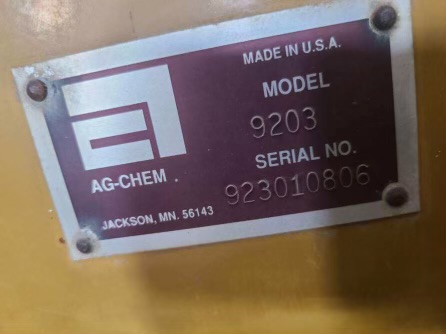 MADE IN U.S.A.
MODEL
9203
SERIAL NO.
923010806
AG-CHEM
JACKSON, MN. 56143